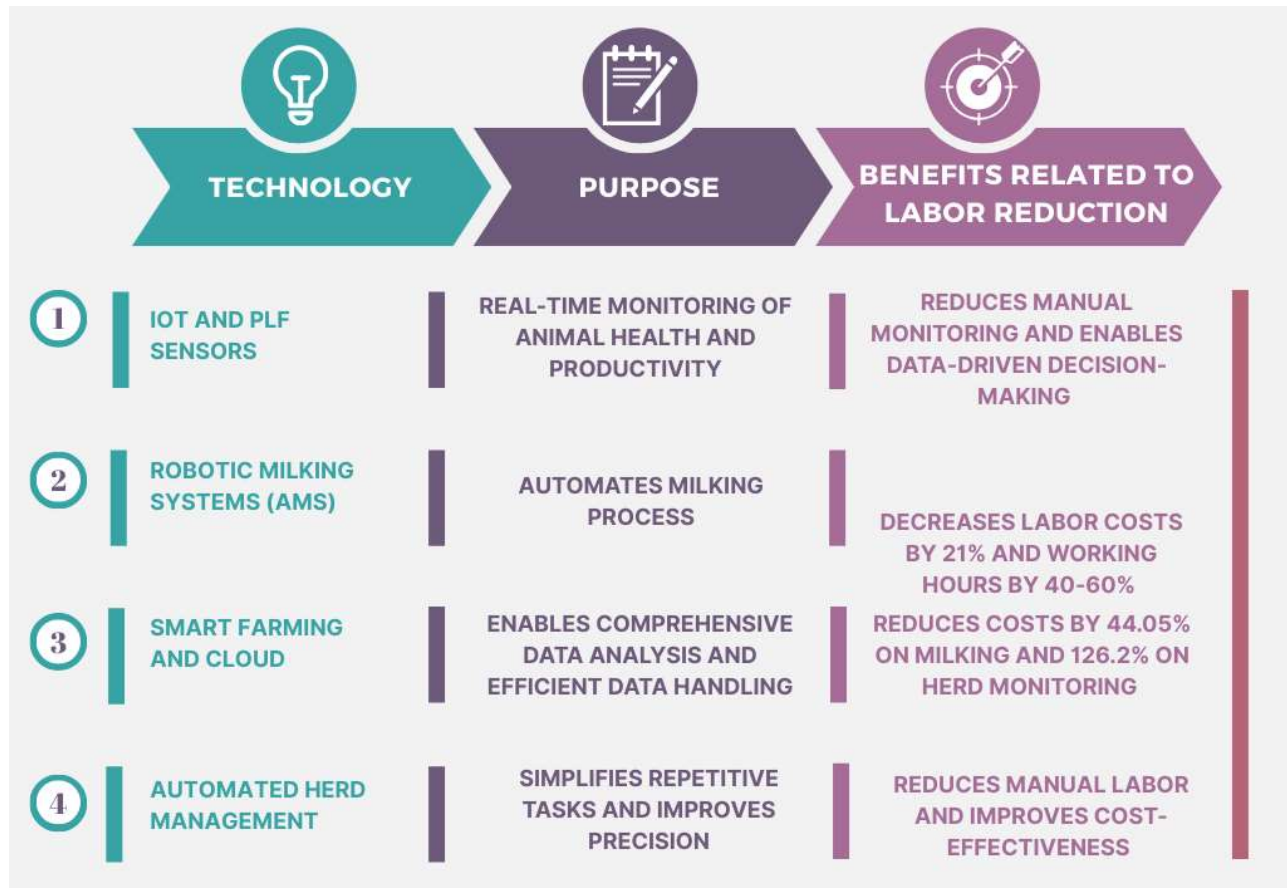 TECHNOLOGY
PURPOSE
BENEFITS RELATED TO
LABOR REDUCTION
1
IOT AND PLF
SENSORS
REAL-TIME MONITORING OF
ANIMAL HEALTH AND
PRODUCTIVITY
REDUCES MANUAL
MONITORING AND ENABLES
DATA-DRIVEN DECISION-
MAKING
2
ROBOTIC MILKING
SYSTEMS (AMS)
AUTOMATES MILKING
PROCESS
DECREASES LABOR COSTS
BY 21% AND WORKING
HOURS BY 40-60%
3
SMART FARMING
AND CLOUD
ENABLES COMPREHENSIVE
DATA ANALYSIS AND
EFFICIENT DATA HANDLING
REDUCES COSTS BY 44.05%
ON MILKING AND 126.2% ON
HERD MONITORING
4
AUTOMATED HERD
MANAGEMENT
SIMPLIFIES REPETITIVE
TASKS AND IMPROVES
PRECISION
REDUCES MANUAL LABOR
AND IMPROVES COST-
EFFECTIVENESS